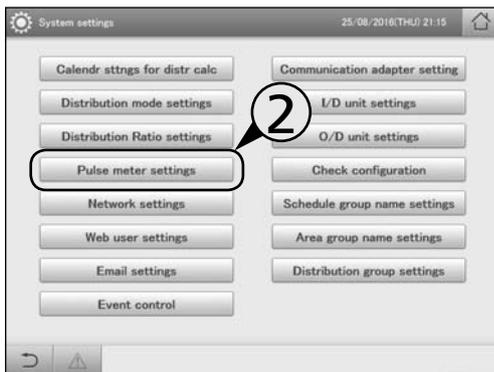 System settings 25/08/2016(THU) 21:15
Calendr sttngs for distr calc
Distribution mode settings
Distribution Ratio settings
Pulse meter settings
Network settings
Web user settings
Email settings
Event control
Communication adapter setting
I/D unit settings
O/D unit settings
Check configuration
Schedule group name settings
Area group name settings
Distribution group settings
2